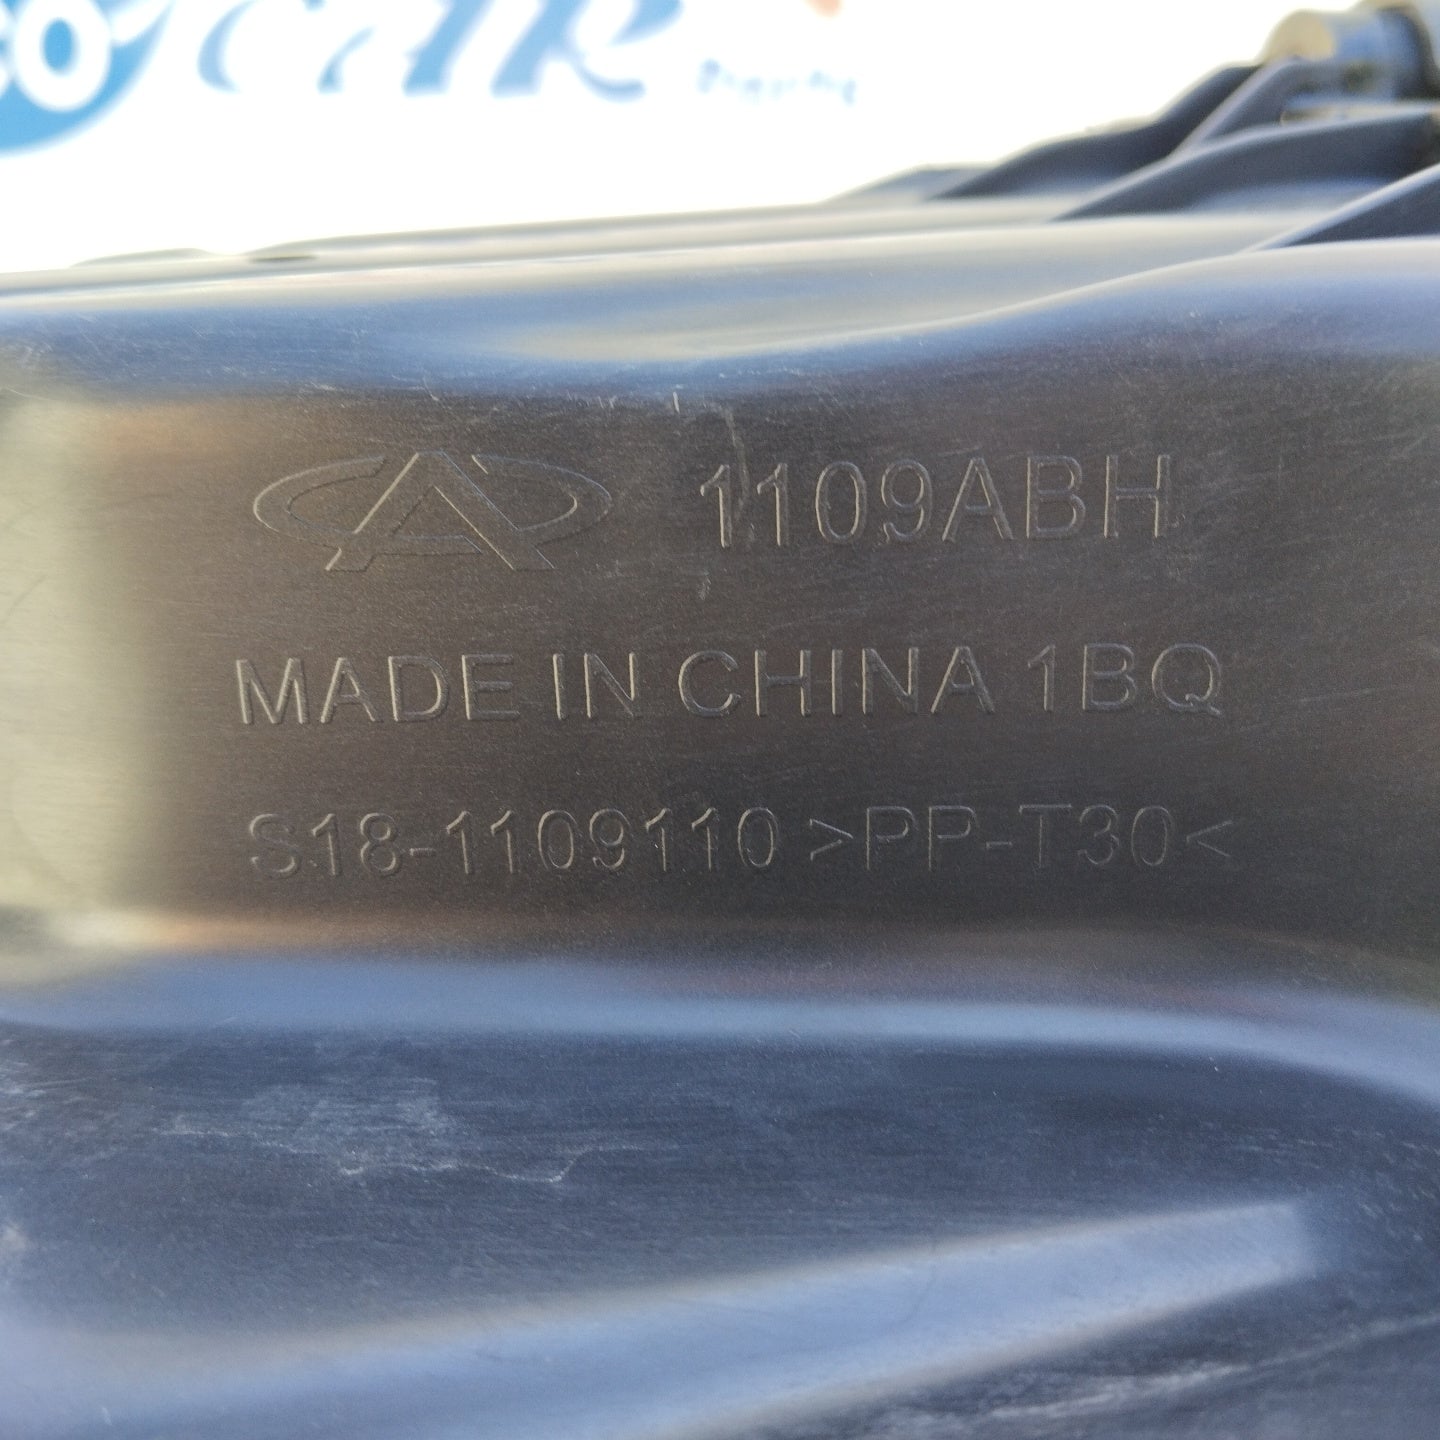 1109ABH
MADE IN CHINA 1BQ
S18-1109110 >PP-T30<